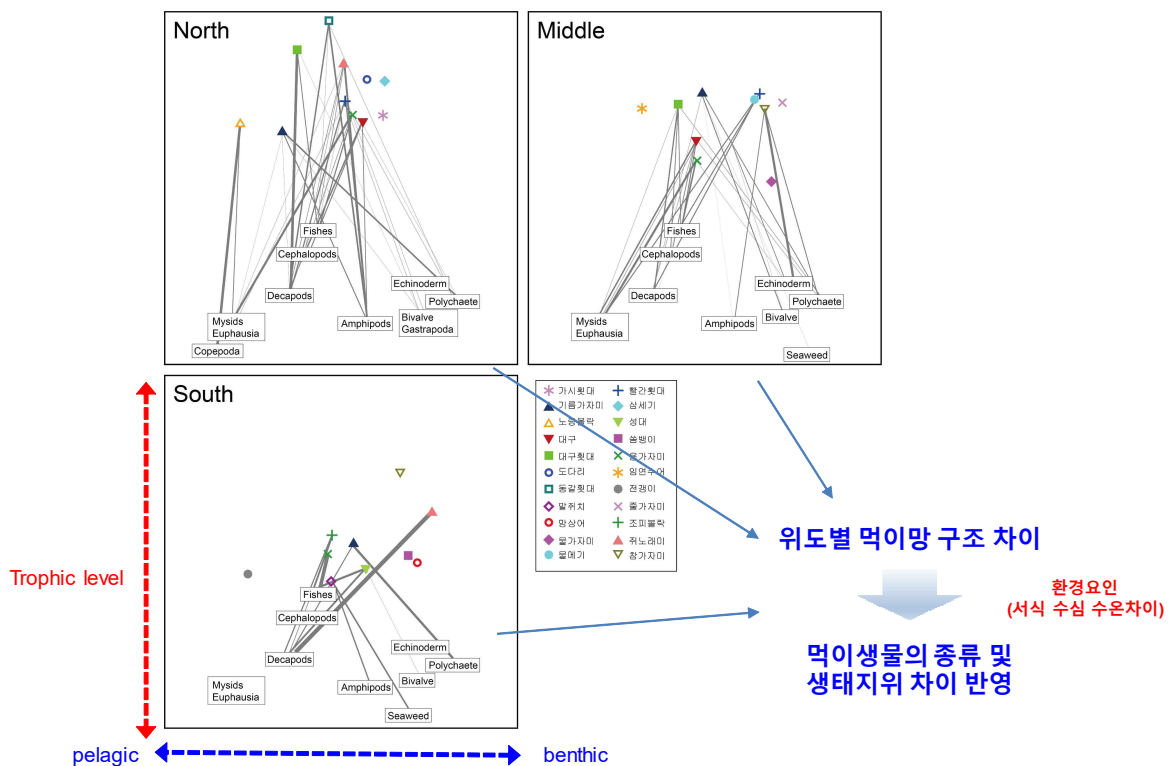 North
Fishes
Cephalopods
Echinoderm
Decapods
Polychaete
Mysids
Euphausia
Amphipods
Bivalve
Gastrapoda
Copepoda
Middle
Fishes
Cephalopods
Echinoderm
Decapods
Polychaete
Mysids
Euphausia
Amphipods
Bivalve
Seaweed
South
Fishes
Cephalopods
Echinoderm
Decapods
Polychaete
Mysids
Euphausia
Amphipods
Bivalve
Seaweed
가시횟대
빨간횟대
기름가자미
삼세기
노랑볼락
성대
대구
쏨뱅이
대구횟대
용가자미
도다리
임연수어
동갈횟대
전갱이
말쥐치
줄가자미
망상어
조피볼락
물가자미
쥐노래미
물메기
참가자미
Trophic level
pelagic
benthic
위도별 먹이망 구조 차이
환경요인
(서식 수심 수온차이)
먹이생물의 종류 및
생태지위 차이 반영